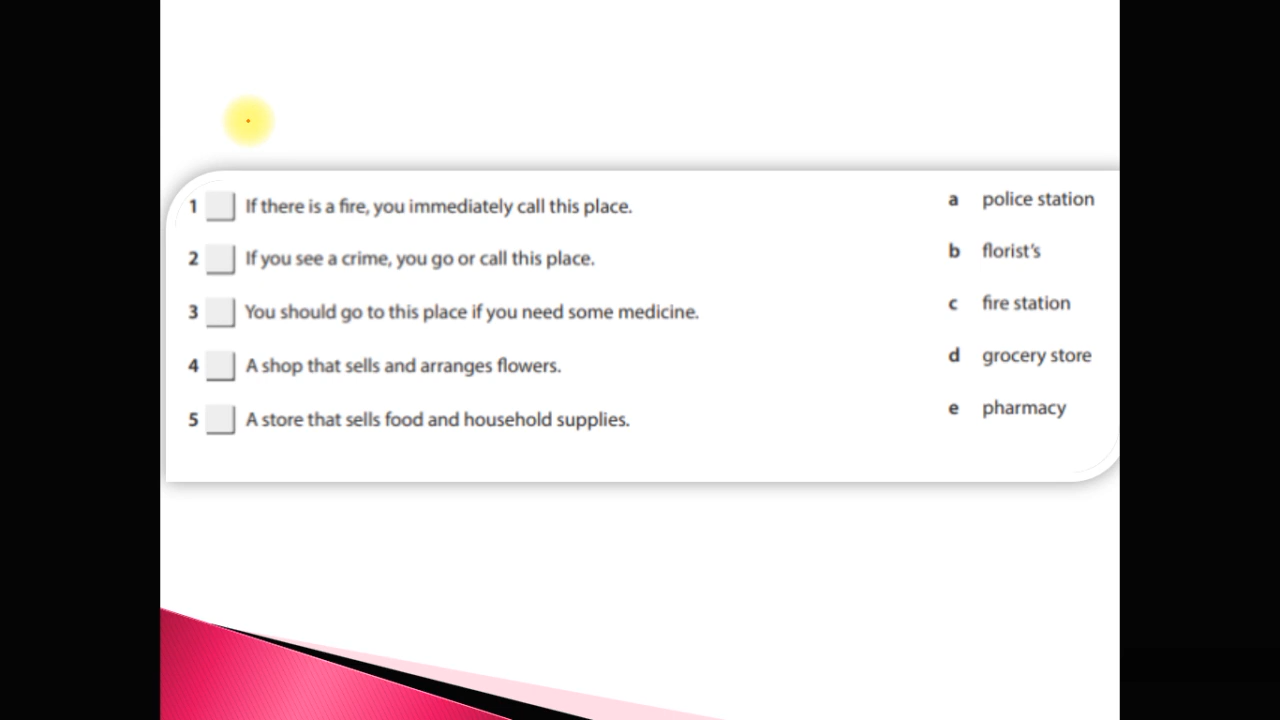 1 If there is a fire, you immediately call this place.
a police station
2 If you see a crime, you go or call this place.
b florist's
3 You should go to this place if you need some medicine.
c fire station
4 A shop that sells and arranges flowers.
d grocery store
5 A store that sells food and household supplies.
e pharmacy